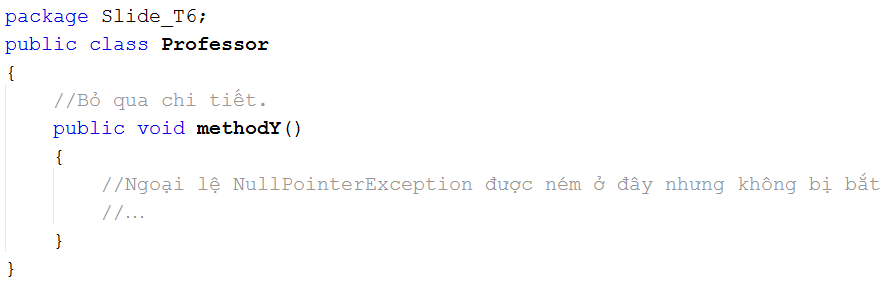 package Slide_T6;
public class Professor
{
//Bỏ qua chi tiết.
public void methodY()
{
//Ngoại lệ NullPointerException được ném ở đây nhưng không bị bắt
//...
}
}